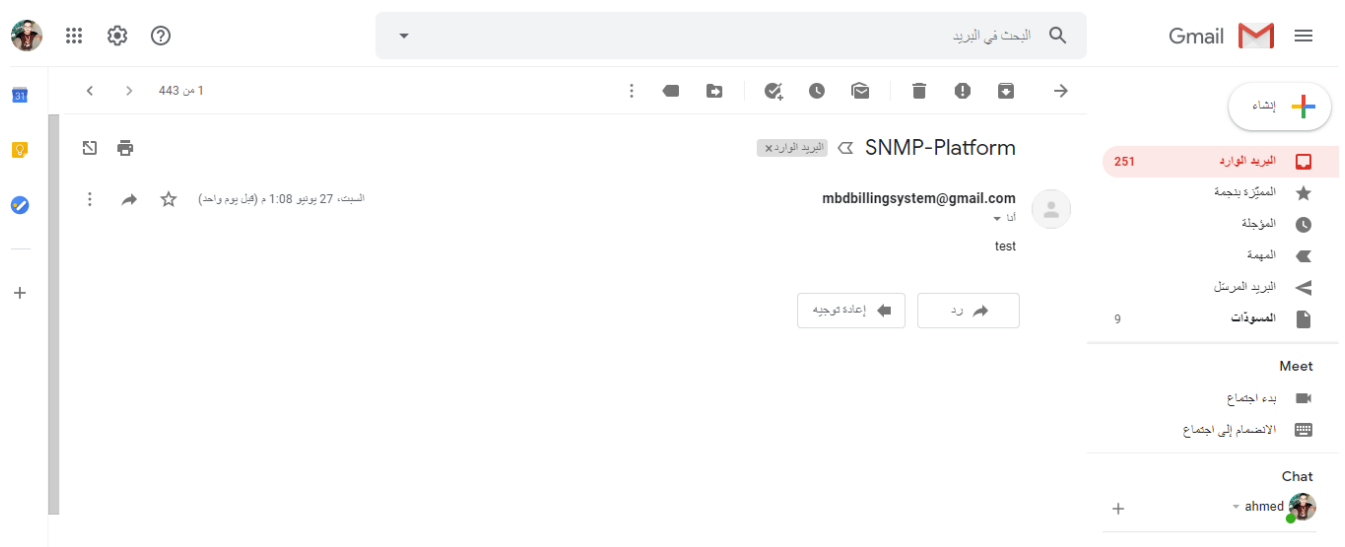 Gmail
البحث في البريد
إنشاء
البريد الوارد 251
المميّزة بنجمة
المؤجلة
المهمة
البريد المرسَل
المسودّات 9
Meet
بدء اجتماع
الانضمام إلى اجتماع
Chat
ahmed
1 من 443
SNMP-Platform البريد الوارد x
mbdbillingsystem@gmail.com السبت، 27 يونيو 1:08 م (قبل يوم واحد)
أنا
test
رد
إعادة توجيه
31